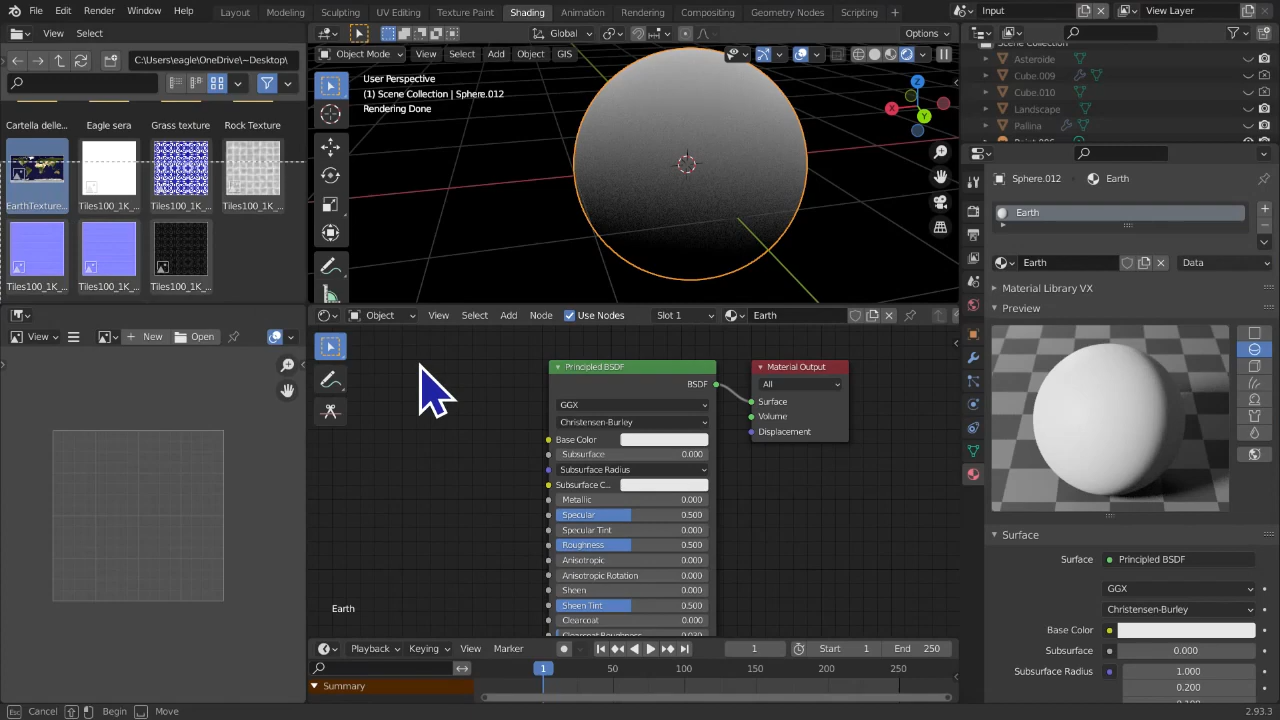 File Edit Render Window Help Layout Modeling Sculpting UV Editing Texture Paint Shading Animation Rendering Compositing Geometry Nodes Scripting + Input View Layer
View Select
C:\Users\eagle\OneDrive\~Desktop\
Cartella delle... Eagle sera Grass texture Rock Texture
EarthTexture... Tiles100_1K_... Tiles100_1K_... Tiles100_1K_...
Tiles100_1K_... Tiles100_1K_... Tiles100_1K_...
Global Options
Object Mode View Select Add Object GIS
User Perspective
(1) Scene Collection | Sphere.012
Rendering Done
Z
X
Y
Scene Collection
Asteroide
Cube.009
Cube.010
Landscape
Pallina
Sphere.012 Earth
Earth
Earth Data
Material Library VX
Preview
Surface
Surface Principled BSDF
GGX
Christensen-Burley
Base Color
Subsurface 0.000
Subsurface Radius 1.000
0.200
View New Open
Object View Select Add Node Use Nodes Slot 1 Earth
Principled BSDF
BSDF
GGX
Christensen-Burley
Base Color
Subsurface 0.000
Subsurface Radius
Subsurface C...
Metallic 0.000
Specular 0.500
Specular Tint 0.000
Roughness 0.500
Anisotropic 0.000
Anisotropic Rotation 0.000
Sheen 0.000
Sheen Tint 0.500
Clearcoat 0.000
Clearcoat Roughness 0.030
Material Output
All
Surface
Volume
Displacement
Earth
Playback Keying View Marker 1 Start 1 End 250
1 50 100 150 200 250
Summary
Esc Cancel Begin Move 2.93.3